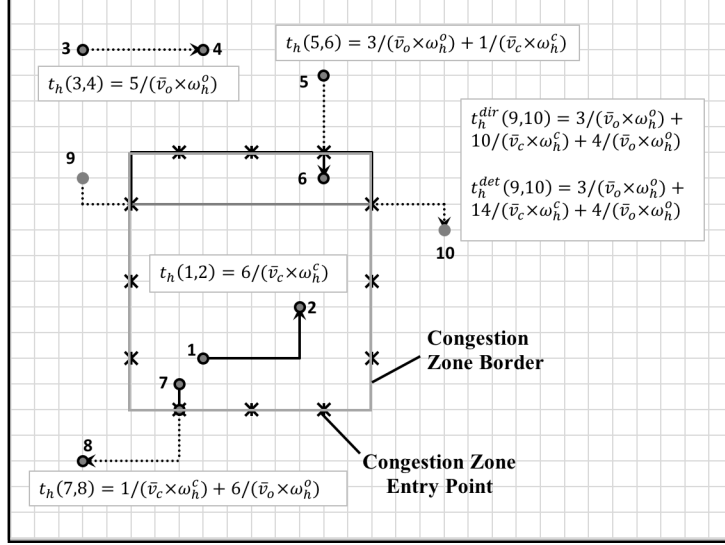 3
4
t_h(3,4) = 5/(v̄_o×ω_h^o)
t_h(5,6) = 3/(v̄_o×ω_h^o) + 1/(v̄_c×ω_h^c)
5
t_h^{dir}(9,10) = 3/(v̄_o×ω_h^o) +
10/(v̄_c×ω_h^c) + 4/(v̄_o×ω_h^o)
t_h^{det}(9,10) = 3/(v̄_o×ω_h^o) +
14/(v̄_c×ω_h^c) + 4/(v̄_o×ω_h^o)
9
6
10
t_h(1,2) = 6/(v̄_c×ω_h^c)
2
1
7
Congestion
Zone Border
8
Congestion Zone
Entry Point
t_h(7,8) = 1/(v̄_c×ω_h^c) + 6/(v̄_o×ω_h^o)